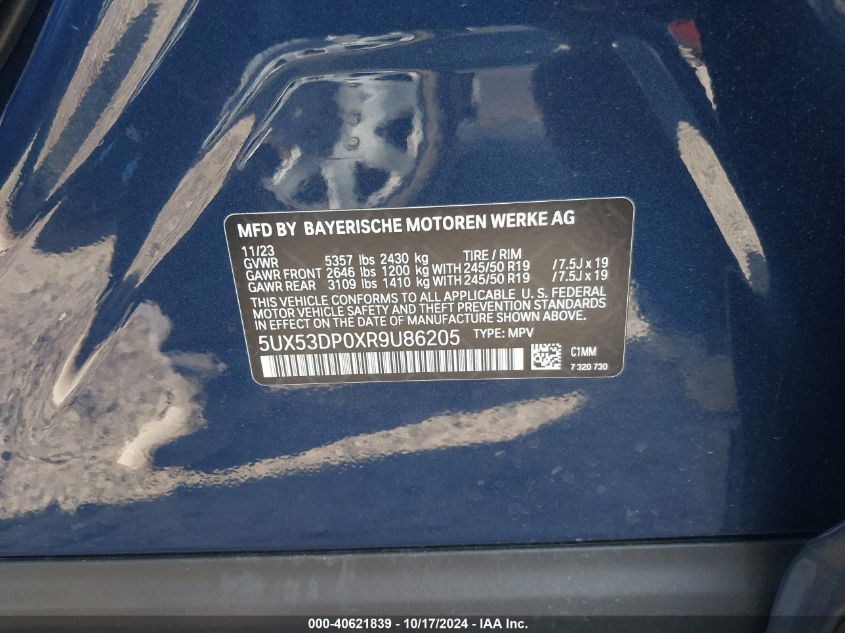 MFD BY BAYERISCHE MOTOREN WERKE AG
11/23
GVWR 5357 lbs 2430 kg TIRE / RIM
GAWR FRONT 2646 lbs 1200 kg WITH 245/50 R19 / 7.5J x 19
GAWR REAR 3109 lbs 1410 kg WITH 245/50 R19 / 7.5J x 19
THIS VEHICLE CONFORMS TO ALL APPLICABLE U. S. FEDERAL
MOTOR VEHICLE SAFETY AND THEFT PREVENTION STANDARDS
IN EFFECT ON THE DATE OF MANUFACTURE SHOWN ABOVE.
5UX53DP0XR9U86205 TYPE: MPV
C1MM
7 320 730
000-40621839 - 10/17/2024 - IAA Inc.